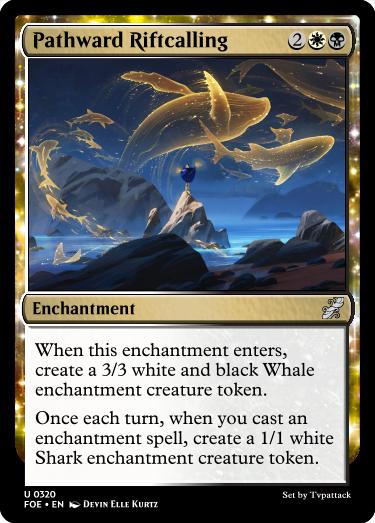 Pathward Riftcalling 2
Enchantment
When this enchantment enters,
create a 3/3 white and black Whale
enchantment creature token.
Once each turn, when you cast an
enchantment spell, create a 1/1 white
Shark enchantment creature token.
U 0320
FOE • EN Devin Elle Kurtz
Set by Tvpattack